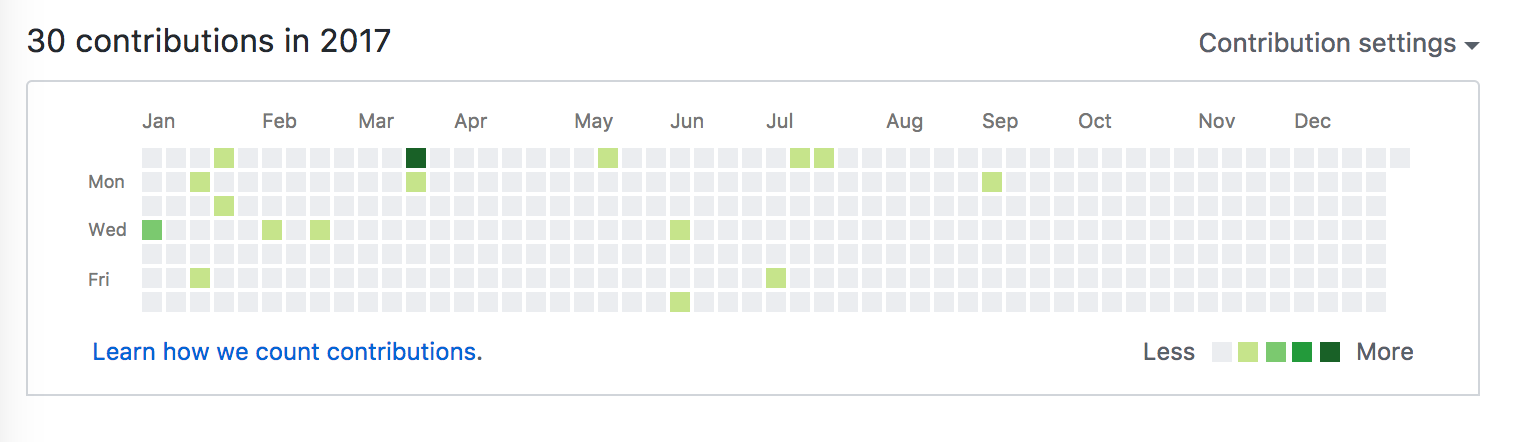 30 contributions in 2017
Contribution settings
Jan Feb Mar Apr May Jun Jul Aug Sep Oct Nov Dec
Mon
Wed
Fri
Learn how we count contributions.
Less More